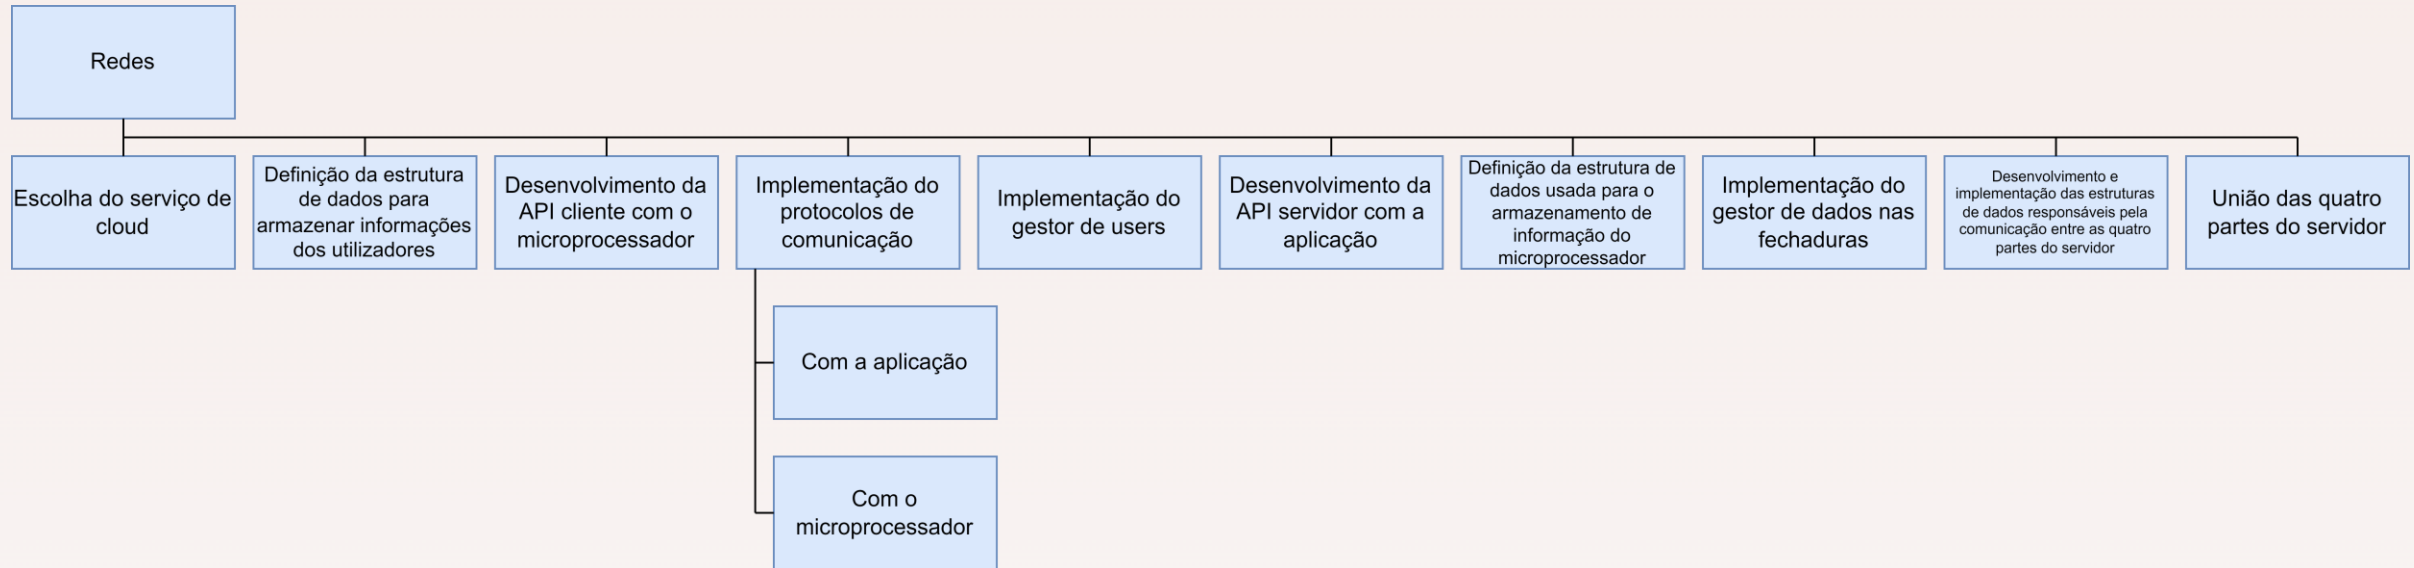 Redes
Escolha do serviço de
cloud
Definição da estrutura
de dados para
armazenar informações
dos utilizadores
Desenvolvimento da
API cliente com o
microprocessador
Implementação do
protocolos de
comunicação
Implementação do
gestor de users
Desenvolvimento da
API servidor com a
aplicação
Definição da estrutura de
dados usada para o
armazenamento de
informação do
microprocessador
Implementação do
gestor de dados nas
fechaduras
Desenvolvimento e
implementação das estruturas
de dados responsáveis pela
comunicação entre as quatro
partes do servidor
União das quatro
partes do servidor
Com a aplicação
Com o
microprocessador